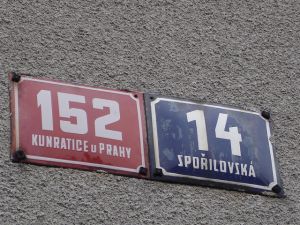 152
KUNRATICE U PRAHY
14
SPOŘILOVSKÁ